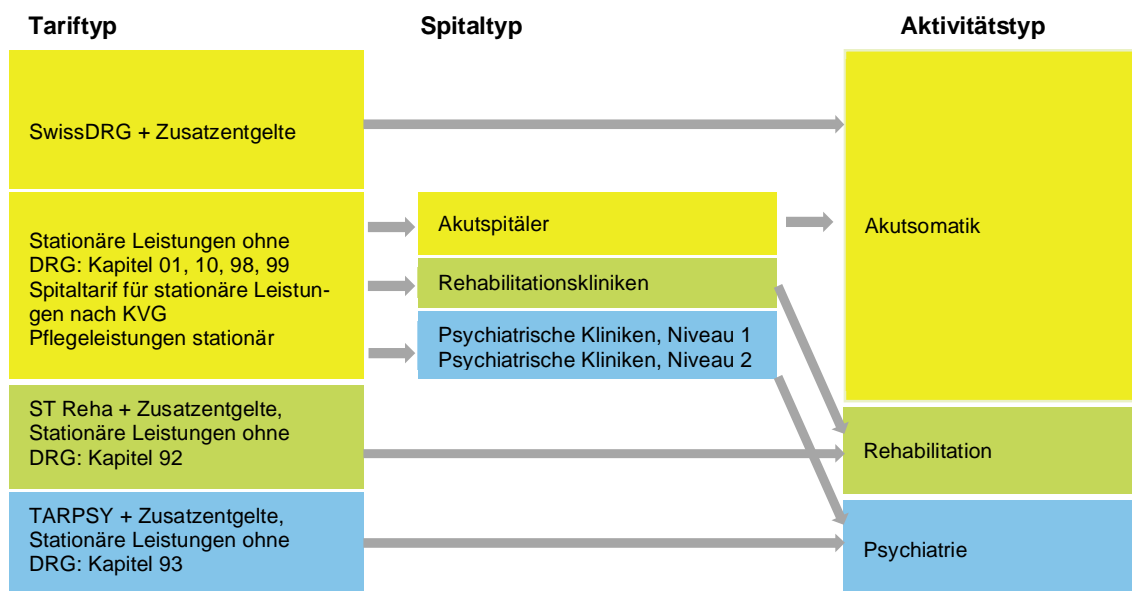 Tariftyp
Spitaltyp
Aktivitätstyp
SwissDRG + Zusatzentgelte
Stationäre Leistungen ohne
DRG: Kapitel 01, 10, 98, 99
Spitaltarif für stationäre Leistun-
gen nach KVG
Pflegeleistungen stationär
ST Reha + Zusatzentgelte,
Stationäre Leistungen ohne
DRG: Kapitel 92
TARPSY + Zusatzentgelte,
Stationäre Leistungen ohne
DRG: Kapitel 93
Akutspitäler
Rehabilitationskliniken
Psychiatrische Kliniken, Niveau 1
Psychiatrische Kliniken, Niveau 2
Akutsomatik
Rehabilitation
Psychiatrie